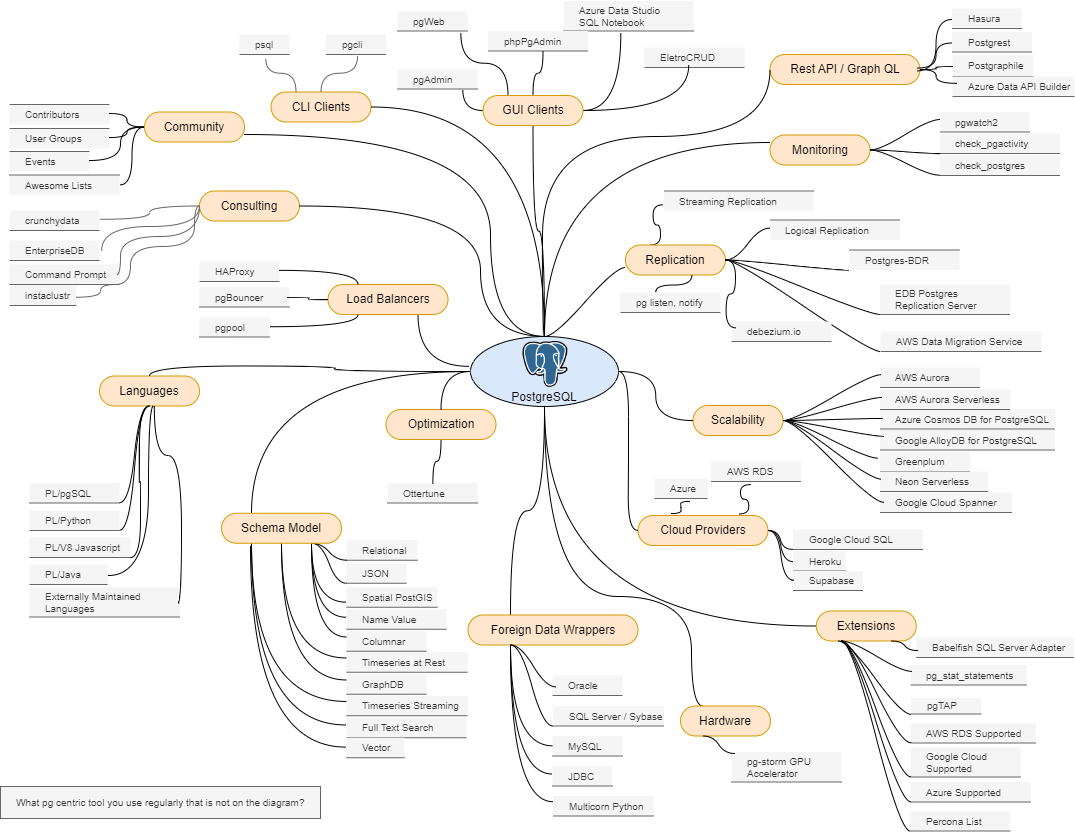 psql
pgcli
CLI Clients
pgWeb
pgAdmin
phpPgAdmin
Azure Data Studio
SQL Notebook
EletroCRUD
GUI Clients
Rest API / Graph QL
Hasura
Postgrest
Postgraphile
Azure Data API Builder
Monitoring
pgwatch2
check_pgactivity
check_postgres
Community
Contributors
User Groups
Events
Awesome Lists
Consulting
crunchydata
EnterpriseDB
Command Prompt
instaclustr
Load Balancers
HAProxy
pgBouncer
pgpool
Replication
Streaming Replication
Logical Replication
Postgres-BDR
EDB Postgres
Replication Server
AWS Data Migration Service
debezium.io
pg listen, notify
PostgreSQL
Languages
PL/pgSQL
PL/Python
PL/V8 Javascript
PL/Java
Externally Maintained
Languages
Optimization
Ottertune
Scalability
AWS Aurora
AWS Aurora Serverless
Azure Cosmos DB for PostgreSQL
Google AlloyDB for PostgreSQL
Greenplum
Neon Serverless
Google Cloud Spanner
Cloud Providers
Azure
AWS RDS
Google Cloud SQL
Heroku
Supabase
Schema Model
Relational
JSON
Spatial PostGIS
Name Value
Columnar
Timeseries at Rest
GraphDB
Timeseries Streaming
Full Text Search
Vector
Foreign Data Wrappers
Oracle
SQL Server / Sybase
MySQL
JDBC
Multicorn Python
Hardware
pg-storm GPU
Accelerator
Extensions
Babelfish SQL Server Adapter
pg_stat_statements
pgTAP
AWS RDS Supported
Google Cloud
Supported
Azure Supported
Percona List
What pg centric tool you use regularly that is not on the diagram?